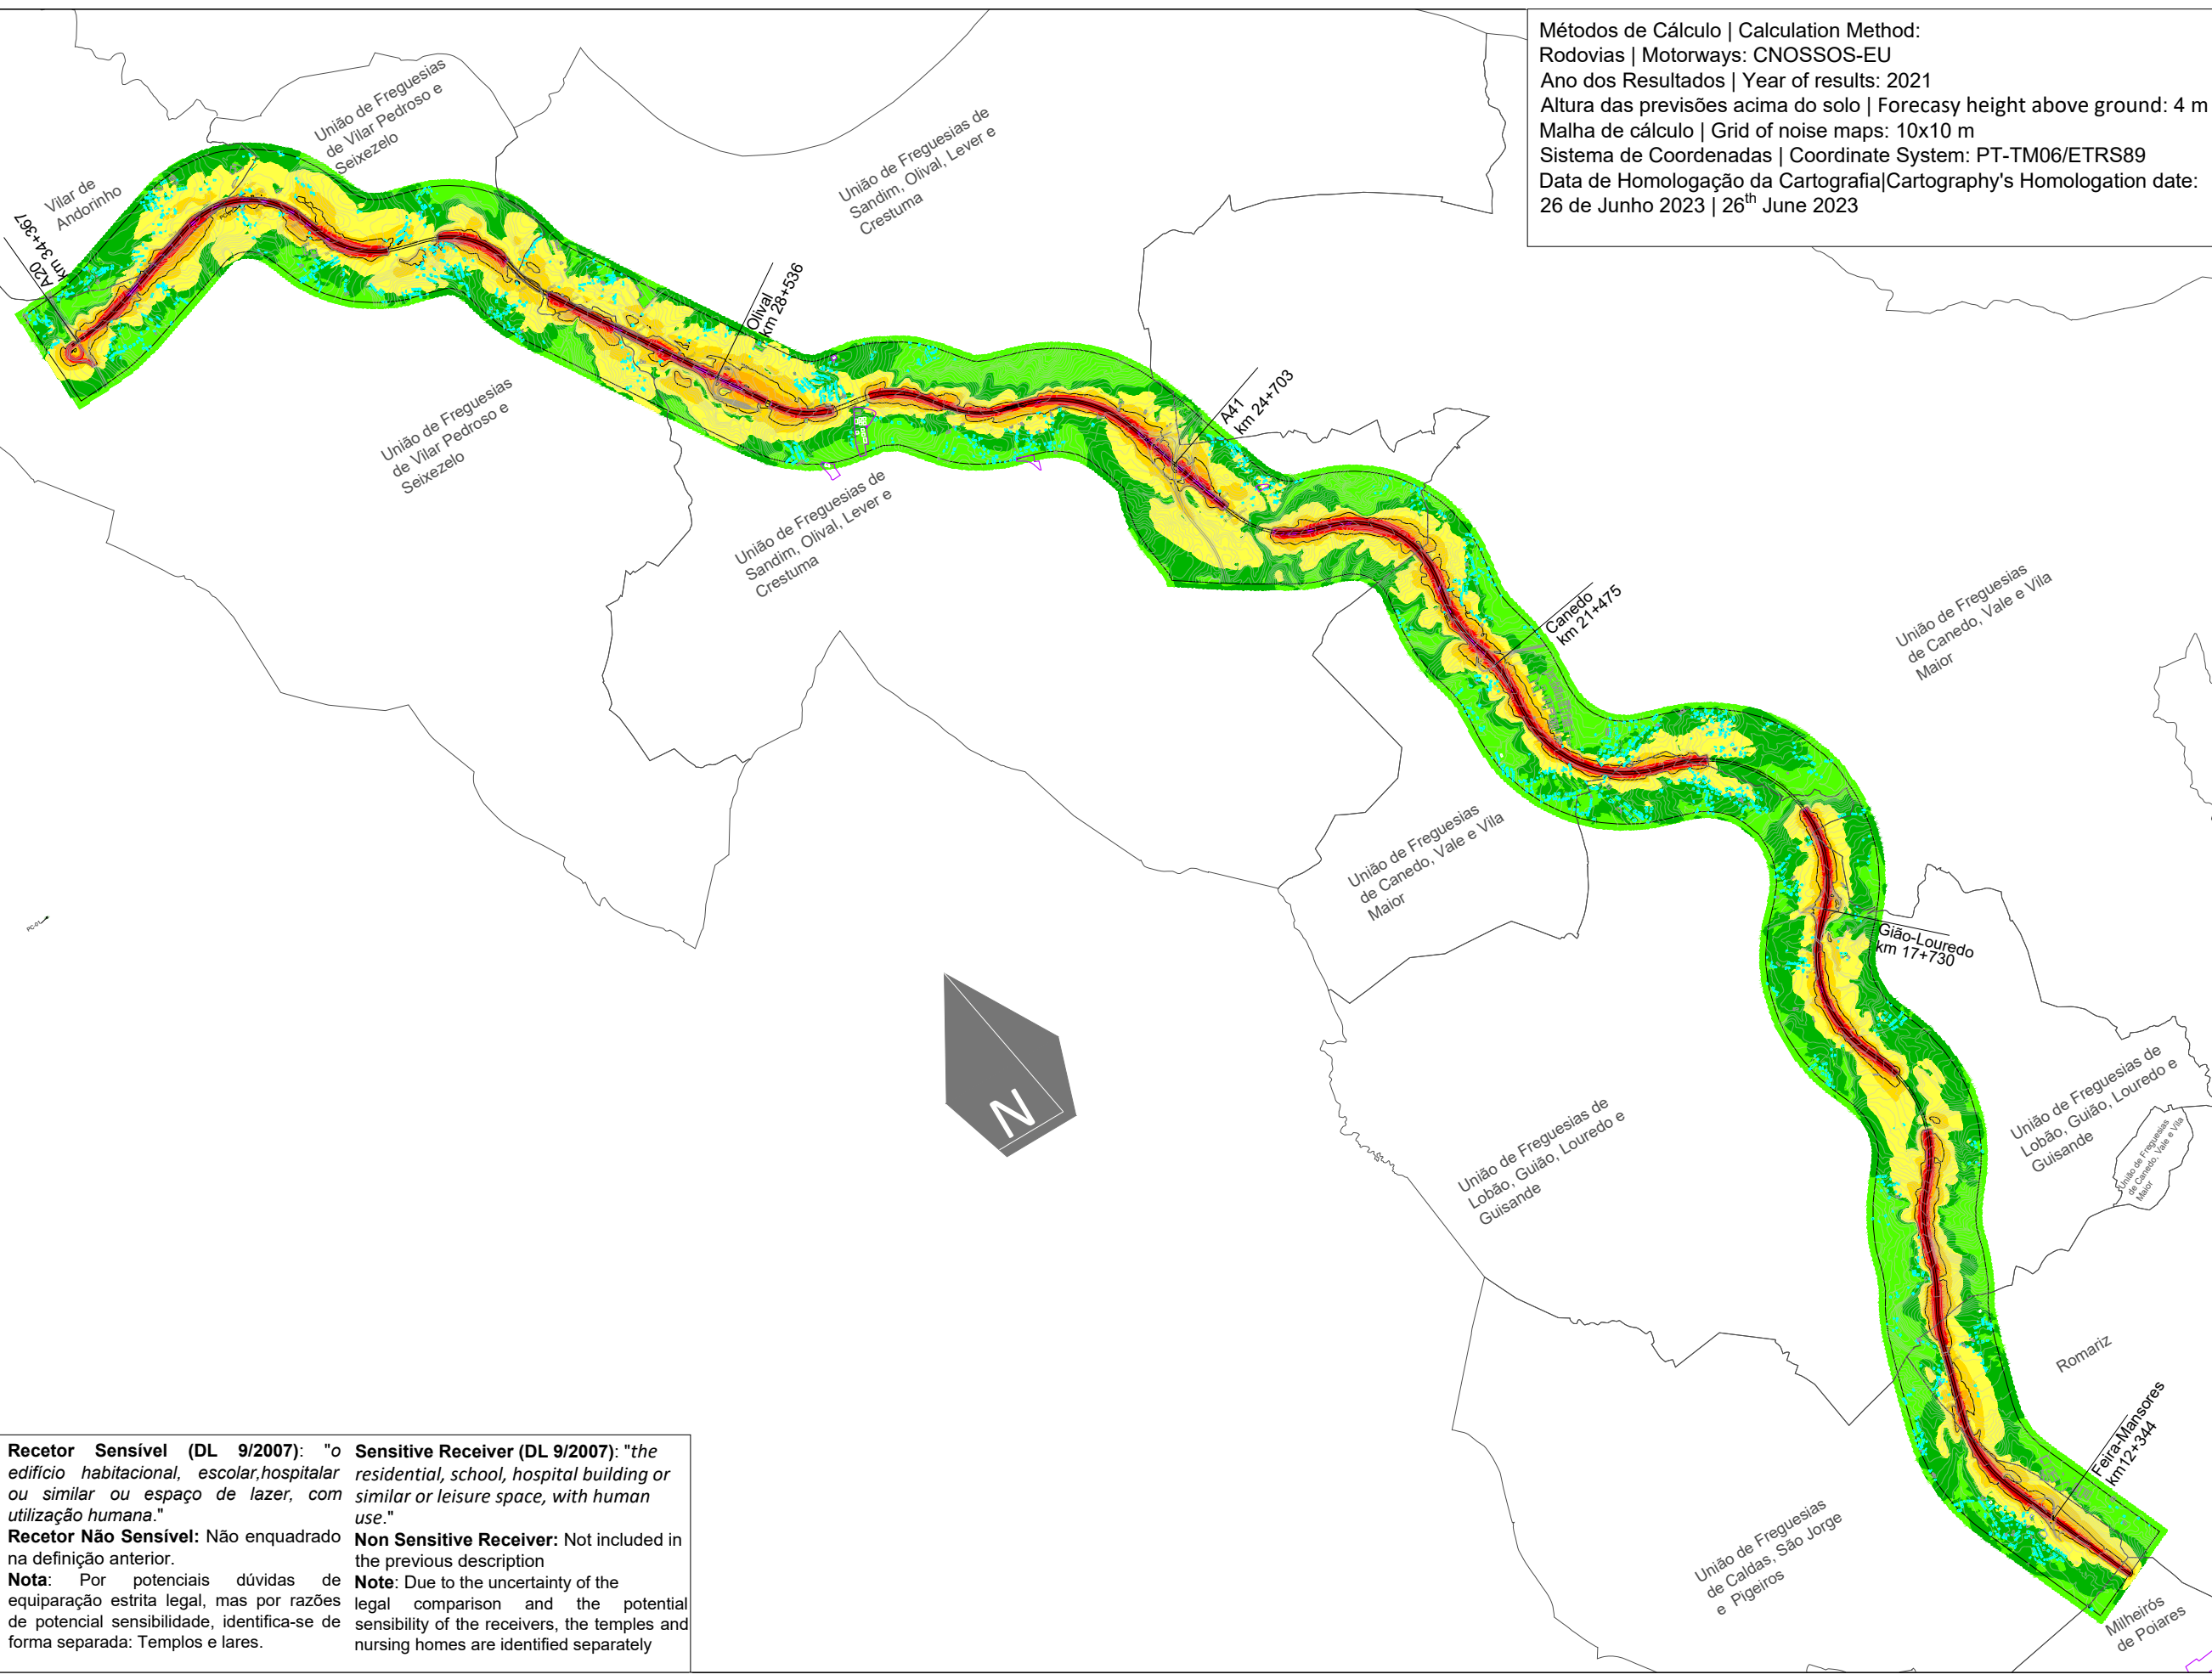 Métodos de Cálculo | Calculation Method:
Rodovias | Motorways: CNOSSOS-EU
Ano dos Resultados | Year of results: 2021
Altura das previsões acima do solo | Forecasy height above ground: 4 m
Malha de cálculo | Grid of noise maps: 10x10 m
Sistema de Coordenadas | Coordinate System: PT-TM06/ETRS89
Data de Homologação da Cartografia|Cartography's Homologation date:
26 de Junho 2023 | 26th June 2023
União de Freguesias
de Vilar Pedroso e
Seixezelo
Vilar de
Andorinho
A20
km 34+367
União de Freguesias de
Sandim, Olival, Lever e
Crestuma
Olival
km 28+536
União de Freguesias
de Vilar Pedroso e
Seixezelo
A41
km 24+703
União de Freguesias de
Sandim, Olival, Lever e
Crestuma
Canedo
km 21+475
União de Freguesias
de Canedo, Vale e Vila
Maior
União de Freguesias
de Canedo, Vale e Vila
Maior
Gião-Louredo
km 17+730
PC-01
N
União de Freguesias de
Lobão, Guião, Louredo e
Guisande
União de Freguesias
de Canedo, Vale e Vila
Maior
União de Freguesias de
Lobão, Guião, Louredo e
Guisande
Romariz
Feira-Mansores
km12+344
União de Freguesias
de Caldas, São Jorge
e Pigeiros
Milheirós
de Poiares
Recetor Sensível (DL 9/2007): "o
edifício habitacional, escolar,hospitalar
ou similar ou espaço de lazer, com
utilização humana."
Recetor Não Sensível: Não enquadrado
na definição anterior.
Nota: Por potenciais dúvidas de
equiparação estrita legal, mas por razões
de potencial sensibilidade, identifica-se de
forma separada: Templos e lares.
Sensitive Receiver (DL 9/2007): "the
residential, school, hospital building or
similar or leisure space, with human
use."
Non Sensitive Receiver: Not included in
the previous description
Note: Due to the uncertainty of the
legal comparison and the potential
sensibility of the receivers, the temples and
nursing homes are identified separately